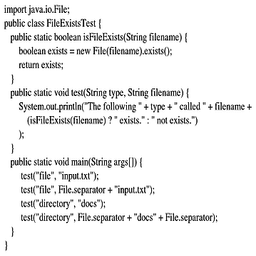 import java.io.File;
public class FileExistsTest {
public static boolean isFileExists(String filename) {
boolean exists = new File(filename).exists();
return exists;
}
public static void test(String type, String filename) {
System.out.println("The following " + type + " called " + filename +
(isFileExists(filename) ? " exists." : " not exists.")
);
}
public static void main(String args[]) {
test("file", "input.txt");
test("file", File.separator + "input.txt");
test("directory", "docs");
test("directory", File.separator + "docs" + File.separator);
}
}